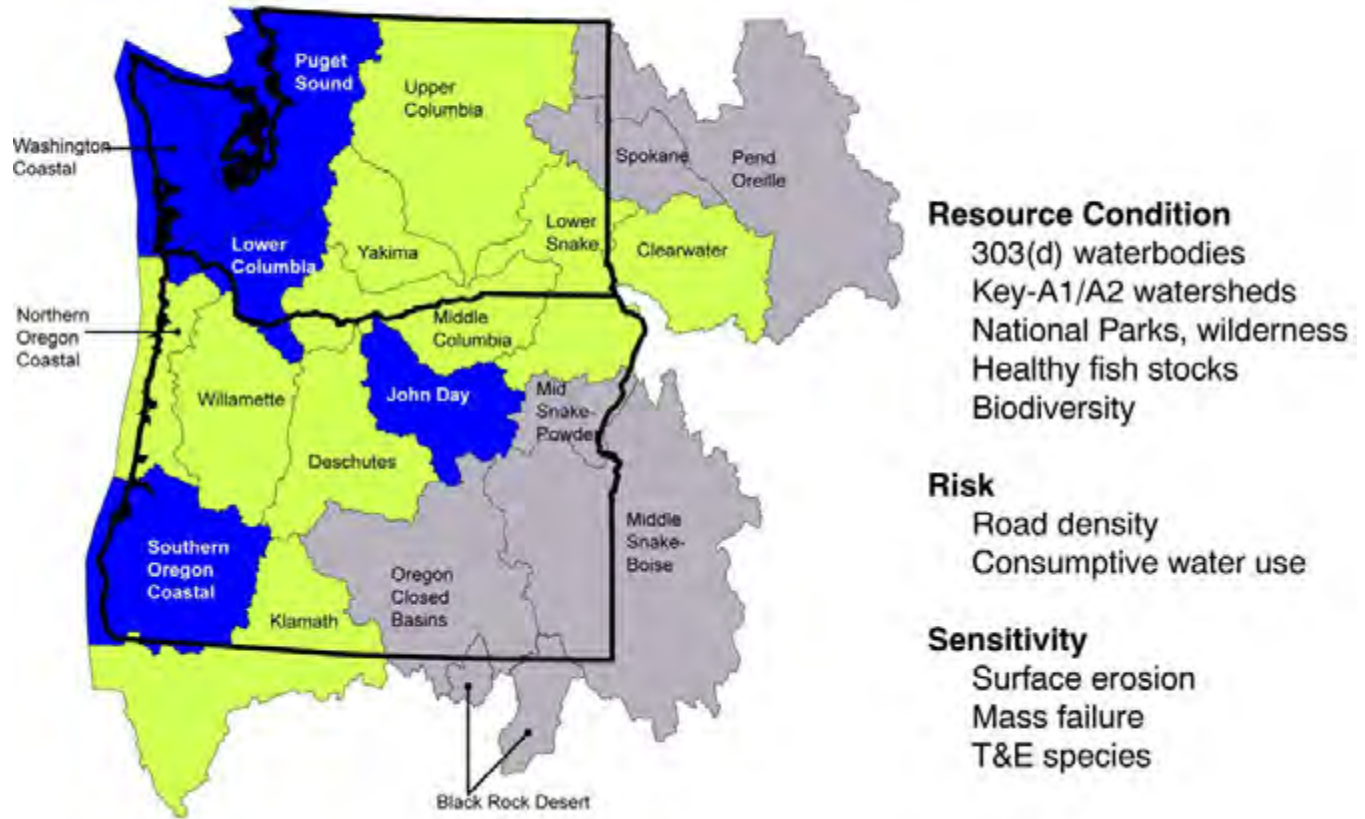 Puget
Sound
Upper
Columbia
Washington
Coastal
Spokane
Pend
Oreille
Lower
Columbia
Yakima
Lower
Snake
Clearwater
Northern
Oregon
Coastal
Middle
Columbia
Willamette
John Day
Mid
Snake-
Powder
Deschutes
Southern
Oregon
Coastal
Klamath
Oregon
Closed
Basins
Middle
Snake-
Boise
Black Rock Desert
Resource Condition
303(d) waterbodies
Key-A1/A2 watersheds
National Parks, wilderness
Healthy fish stocks
Biodiversity
Risk
Road density
Consumptive water use
Sensitivity
Surface erosion
Mass failure
T&E species